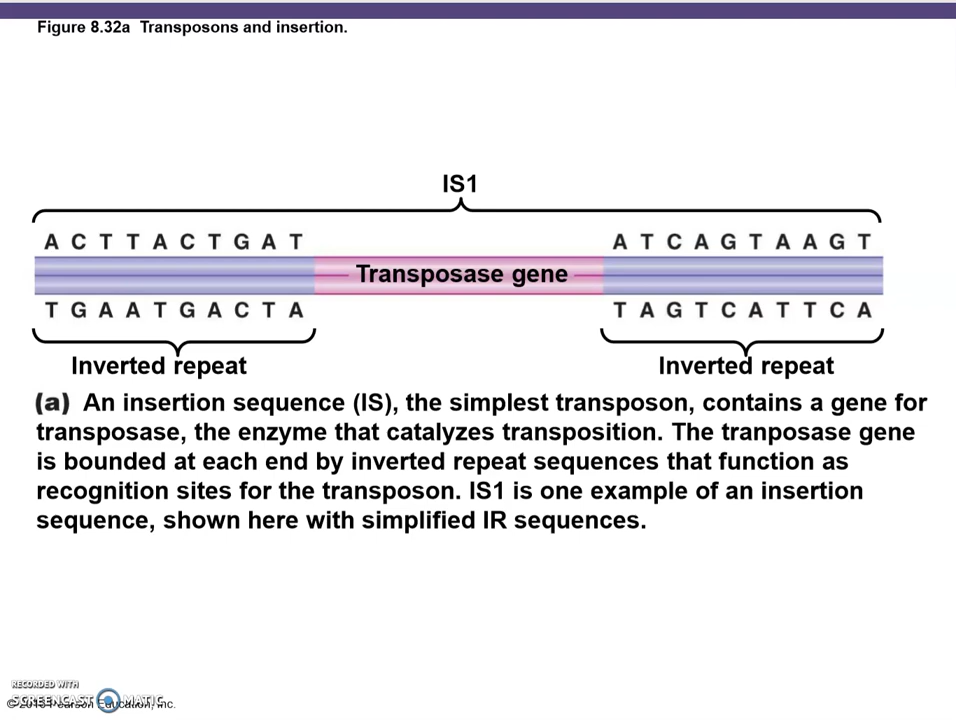 Figure 8.32a Transposons and insertion.
IS1
A C T T A C T G A T
A T C A G T A A G T
Transposase gene
T G A A T G A C T A
T A G T C A T T C A
Inverted repeat
Inverted repeat
(a) An insertion sequence (IS), the simplest transposon, contains a gene for
transposase, the enzyme that catalyzes transposition. The tranposase gene
is bounded at each end by inverted repeat sequences that function as
recognition sites for the transposon. IS1 is one example of an insertion
sequence, shown here with simplified IR sequences.
RECORDED WITH
SCREENCAST MATIC
© Pearson Education, Inc.